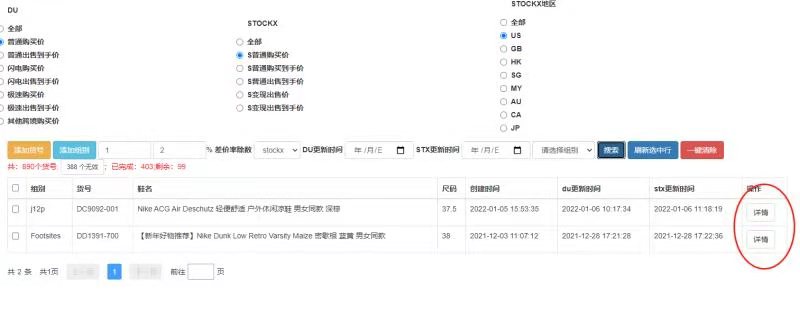 DU
STOCKX
STOCKX地区
全部
普通购买价
普通出售到手价
闪电购买价
闪电出售到手价
极速购买价
极速出售到手价
其他跨境购买价
全部
S普通购买价
S普通购买到手价
S普通出售到手价
S变现出售价
S变现出售到手价
全部
US
GB
HK
SG
MY
AU
CA
JP
添加货号 添加组别 1 2 % 差价率除数 stockx DU更新时间 年 /月/日 STX更新时间 年 /月/日 请选择组别 搜索 刷新选中行 一键清除
共：890个货号: 388 个无效 ；已完成：403;剩余：99
组别 货号 鞋名 尺码 创建时间 du更新时间 stx更新时间 操作
j12p DC9092-001 Nike ACG Air Deschutz 轻便舒适 户外休闲凉鞋 男女同款 深棕 37.5 2022-01-05 15:53:35 2022-01-06 10:17:34 2022-01-06 11:18:19 详情
Footsites DD1391-700 【新年好物推荐】Nike Dunk Low Retro Varsity Maize 密歇根 蓝黄 男女同款 38 2021-12-03 11:07:12 2021-12-28 17:21:28 2021-12-28 17:22:36 详情
共 2 条 共1页 上一页 1 下一页 前往 页